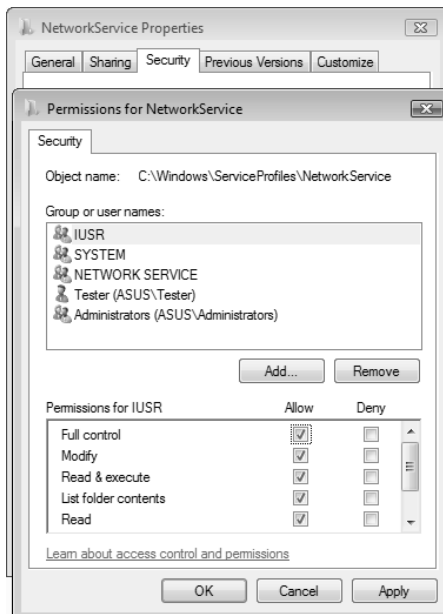 NetworkService Properties
General Sharing Security Previous Versions Customize
Permissions for NetworkService
Security
Object name: C:\Windows\ServiceProfiles\NetworkService
Group or user names:
IUSR
SYSTEM
NETWORK SERVICE
Tester (ASUS\Tester)
Administrators (ASUS\Administrators)
Add... Remove
Permissions for IUSR Allow Deny
Full control
Modify
Read & execute
List folder contents
Read
Learn about access control and permissions
OK Cancel Apply